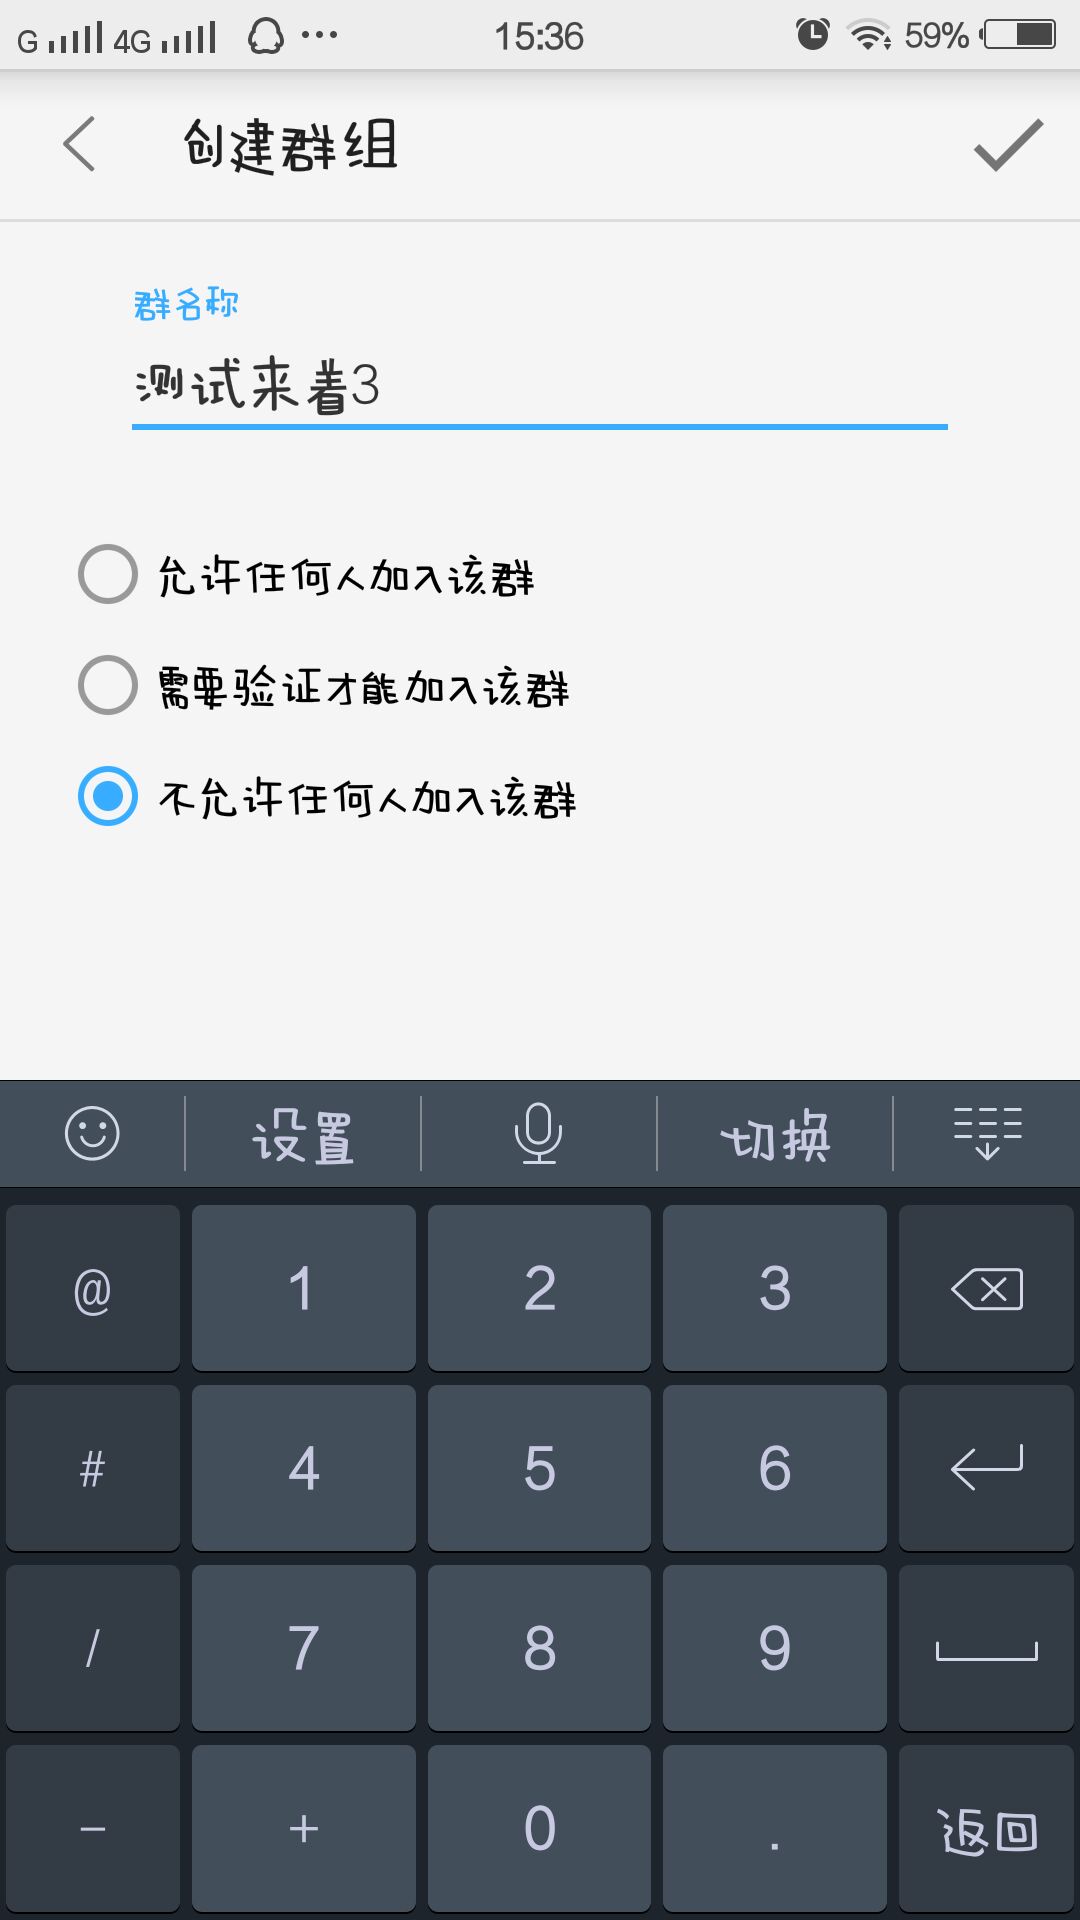 G 4G 15:36 59%
创建群组
群名称
测试来着3
允许任何人加入该群
需要验证才能加入该群
不允许任何人加入该群
设置 切换
@ 1 2 3
# 4 5 6
/ 7 8 9
- + 0 . 返回